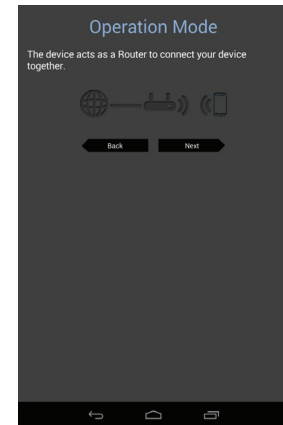 Operation Mode
The device acts as a Router to connect your device
together.
Back
Next